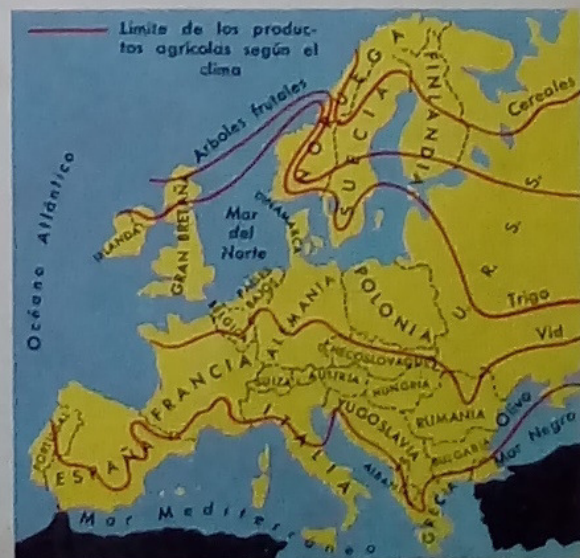 Límite de los produc-
tos agrícolas según el
clima
Arboles frutales
Cereales
NORUEGA
SUECIA
FINLANDIA
Océano Atlántico
IRLANDA
GRAN BRETAÑA
Mar
del
Norte
DINAMARCA
U. R. S. S.
PAISES
BAJOS
BELGICA
ALEMANIA
POLONIA
Trigo
Vid
FRANCIA
CHECOSLOVAQUIA
SUIZA
AUSTRIA
HUNGRIA
RUMANIA
YUGOSLAVIA
ITALIA
Olivo
Mar Negro
BULGARIA
PORTUGAL
ESPAÑA
ALBANIA
GRECIA
Mar Mediterráneo